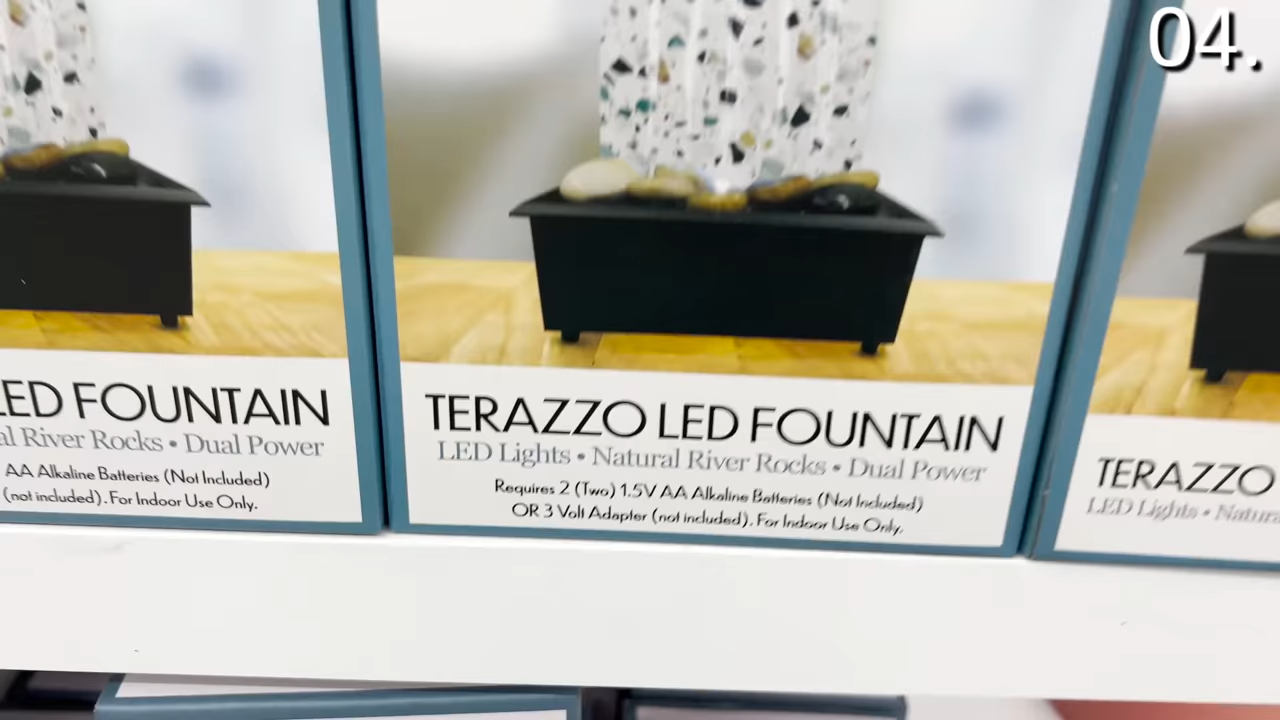 04.
LED FOUNTAIN
al River Rocks • Dual Power
AA Alkaline Batteries (Not Included)
(not included). For Indoor Use Only.
TERAZZO LED FOUNTAIN
LED Lights • Natural River Rocks • Dual Power
Requires 2 (Two) 1.5V AA Alkaline Batteries (Not Included)
OR 3 Volt Adapter (not included). For Indoor Use Only.
TERAZZO
LED Lights • Natura